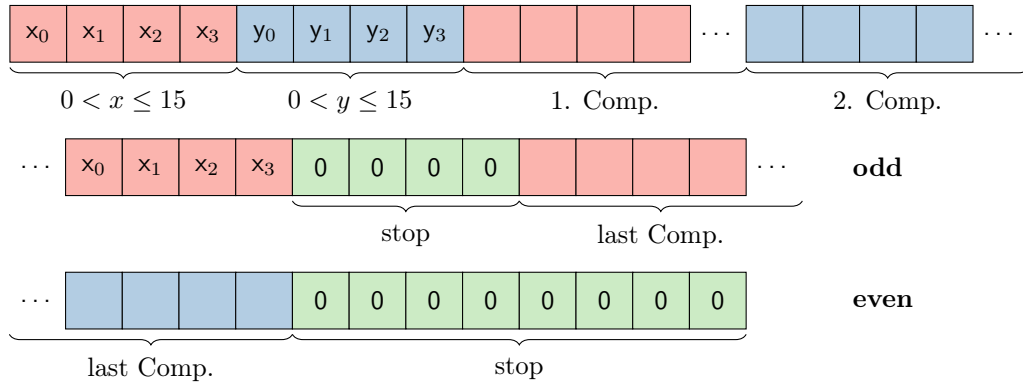 x₀ x₁ x₂ x₃ y₀ y₁ y₂ y₃ ··· ···
0 < x ≤ 15 0 < y ≤ 15 1. Comp. 2. Comp.
··· x₀ x₁ x₂ x₃ 0 0 0 0 ··· odd
stop last Comp.
··· 0 0 0 0 0 0 0 0 even
last Comp. stop